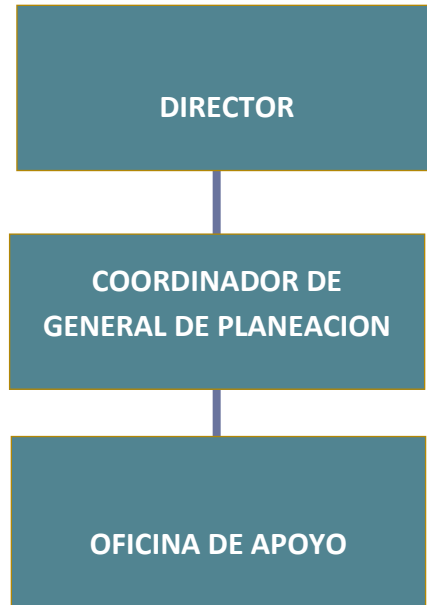 DIRECTOR
COORDINADOR DE
GENERAL DE PLANEACION
OFICINA DE APOYO